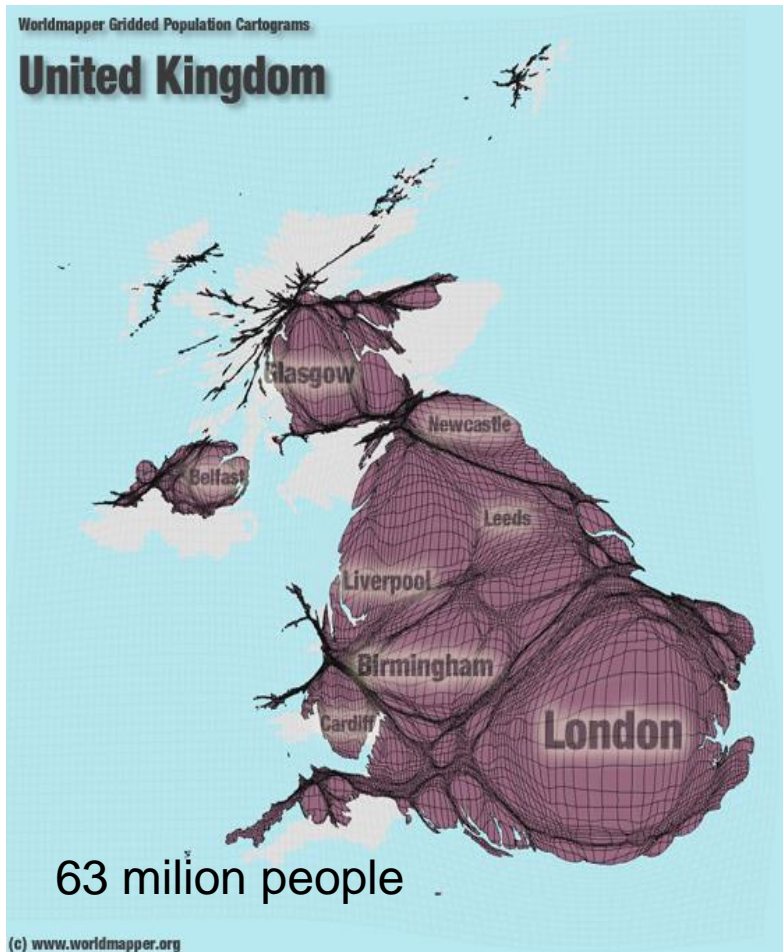 Worldmapper Gridded Population Cartograms
United Kingdom
Glasgow
Newcastle
Belfast
Leeds
Liverpool
Birmingham
Cardiff
London
63 milion people
(c) www.worldmapper.org